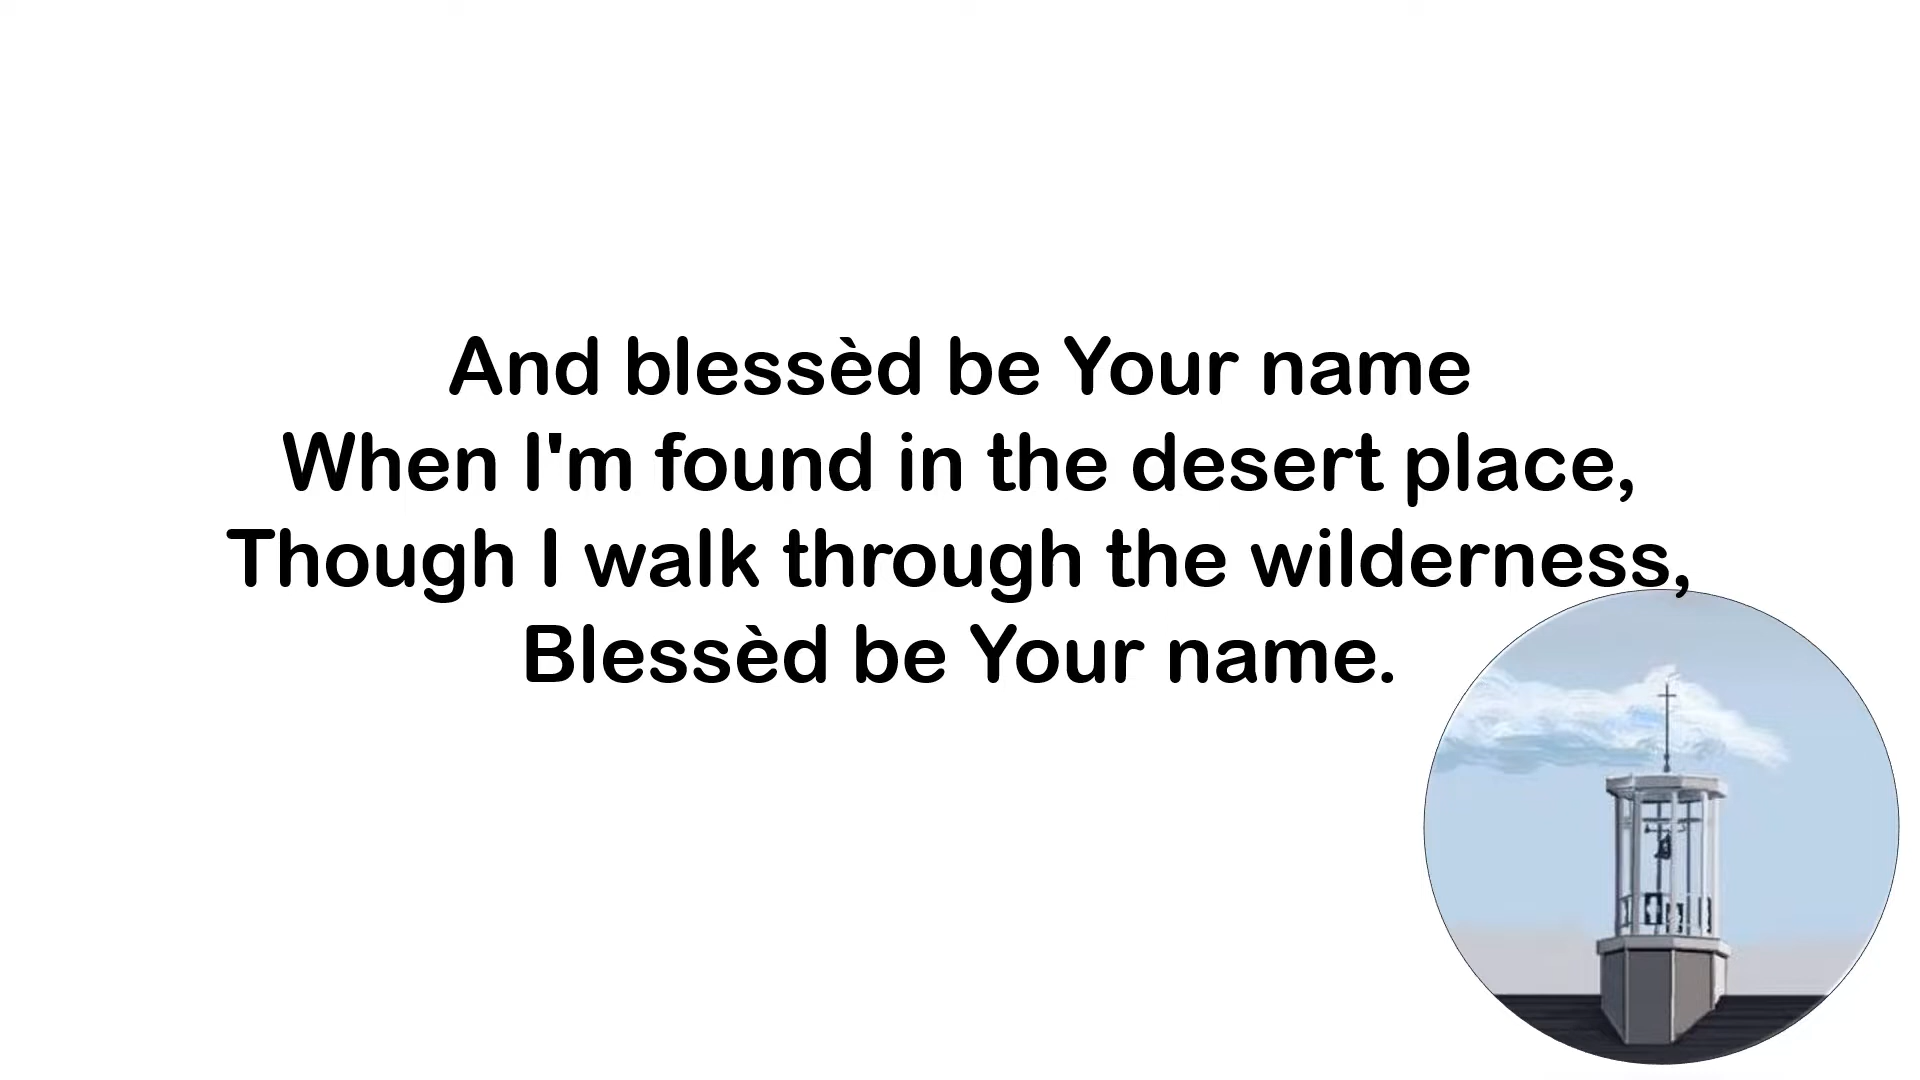 And blessèd be Your name
When I'm found in the desert place,
Though I walk through the wilderness,
Blessèd be Your name.